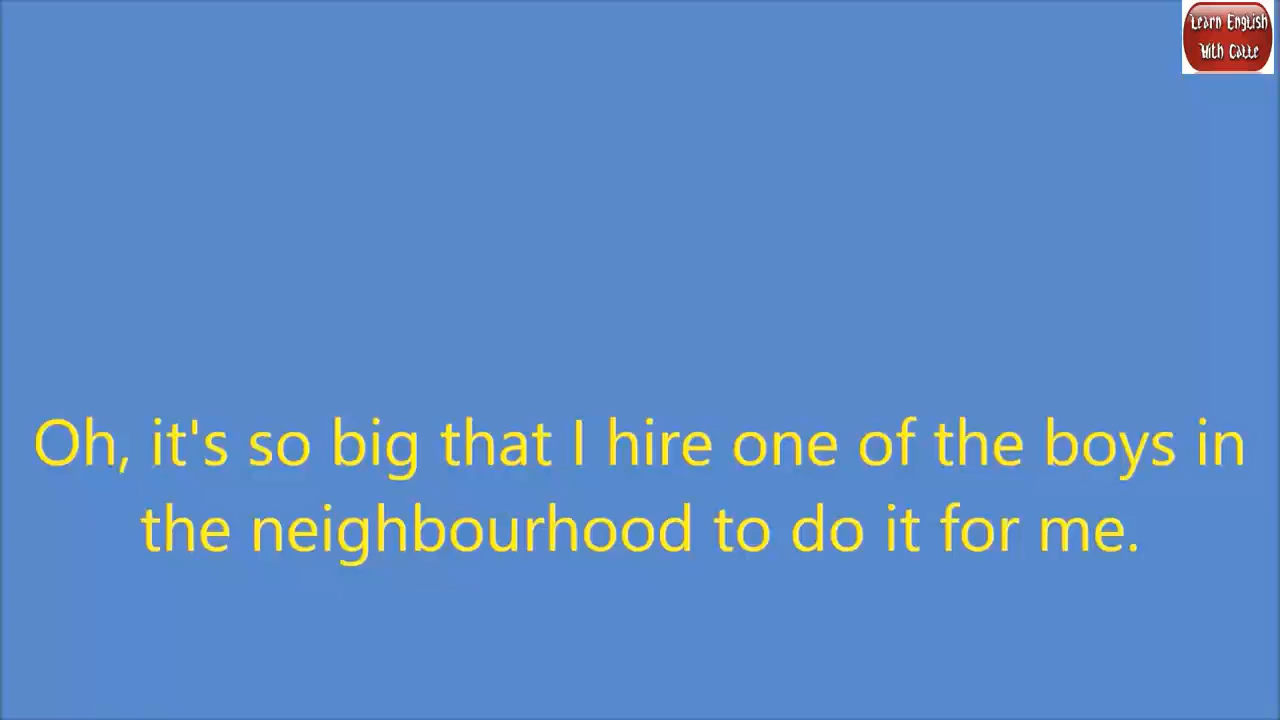 Learn English
With Catte
Oh, it's so big that I hire one of the boys in
the neighbourhood to do it for me.